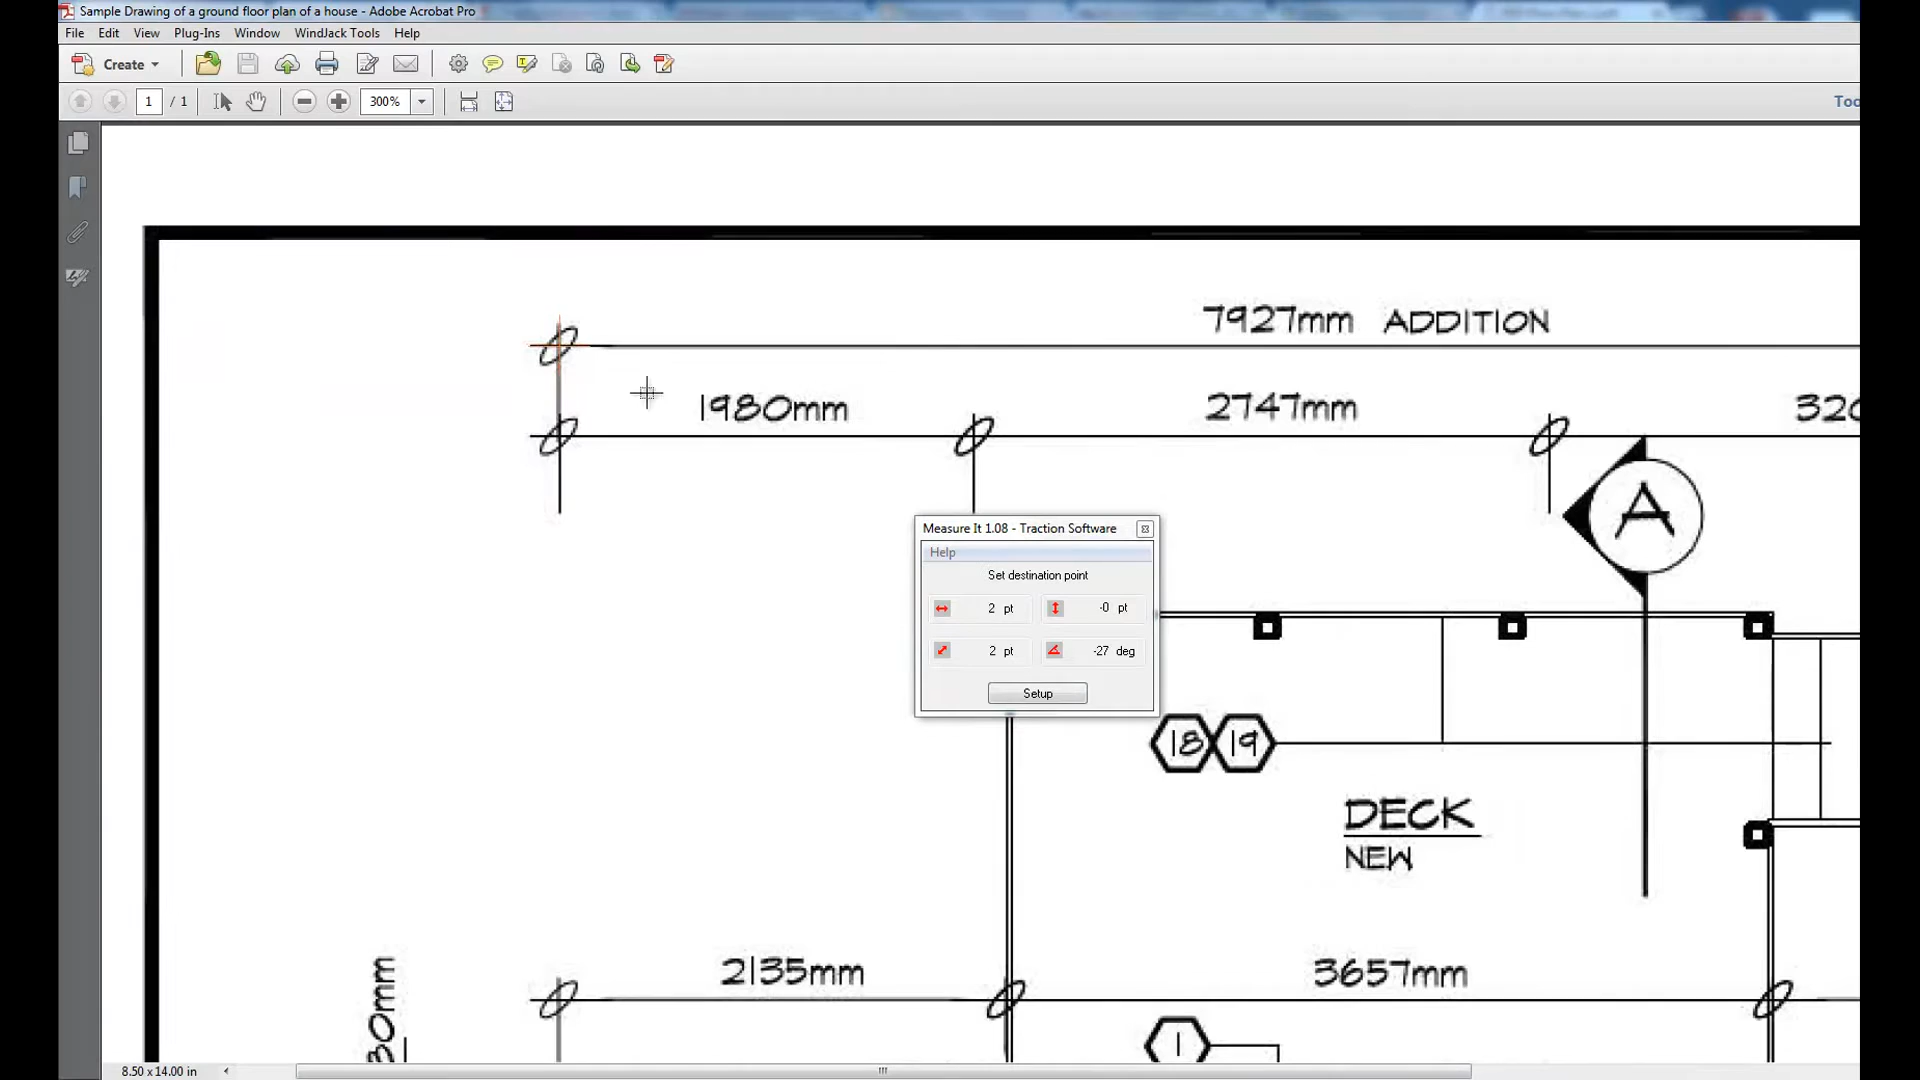 Sample Drawing of a ground floor plan of a house - Adobe Acrobat Pro
File Edit View Plug-Ins Window WindJack Tools Help
Create
1 / 1 300%
7927mm ADDITION
1980mm 2747mm 320
A
Measure It 1.08 - Traction Software
Help
Set destination point
2 pt -0 pt
2 pt -27 deg
Setup
18 19
DECK
NEW
2135mm 3657mm
30mm
1
8.50 x 14.00 in